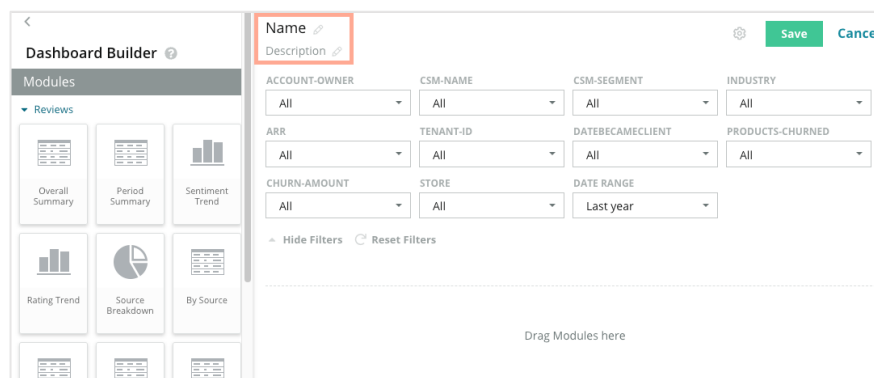 Dashboard Builder ?
Modules
Reviews
Overall
Summary
Period
Summary
Sentiment
Trend
Rating Trend
Source
Breakdown
By Source
Name
Description
Save
Cance
ACCOUNT-OWNER
All
CSM-NAME
All
CSM-SEGMENT
All
INDUSTRY
All
ARR
All
TENANT-ID
All
DATEBECAMECLIENT
All
PRODUCTS-CHURNED
All
CHURN-AMOUNT
All
STORE
All
DATE RANGE
Last year
Hide Filters
Reset Filters
Drag Modules here